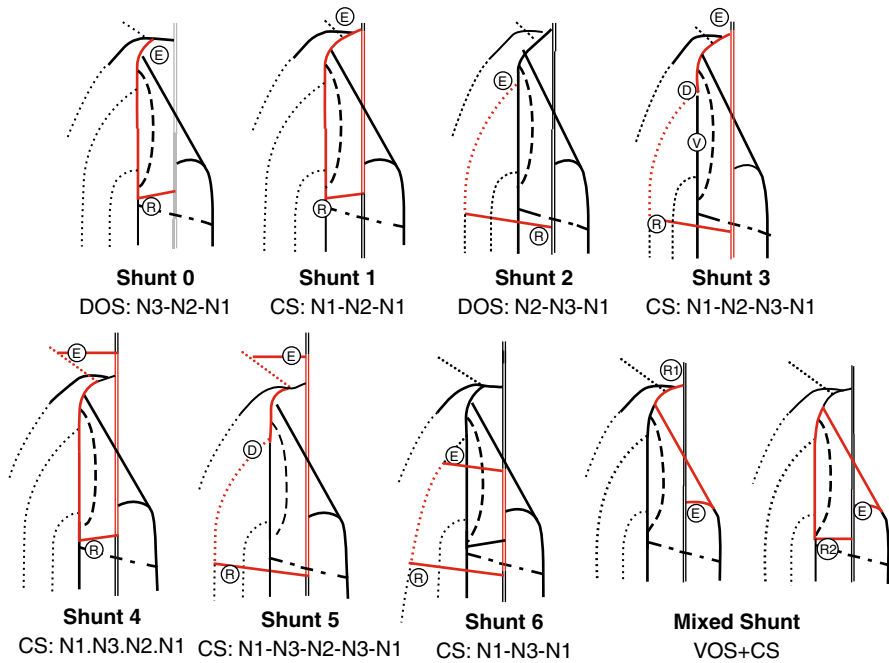 E
E
E
E
D
V
R
R
R
R
Shunt 0
Shunt 1
Shunt 2
Shunt 3
DOS: N3-N2-N1
CS: N1-N2-N1
DOS: N2-N3-N1
CS: N1-N2-N3-N1
E
E
R1
D
E
E
E
R
R
R
R2
Shunt 4
Shunt 5
Shunt 6
Mixed Shunt
CS: N1.N3.N2.N1
CS: N1-N3-N2-N3-N1
CS: N1-N3-N1
VOS+CS